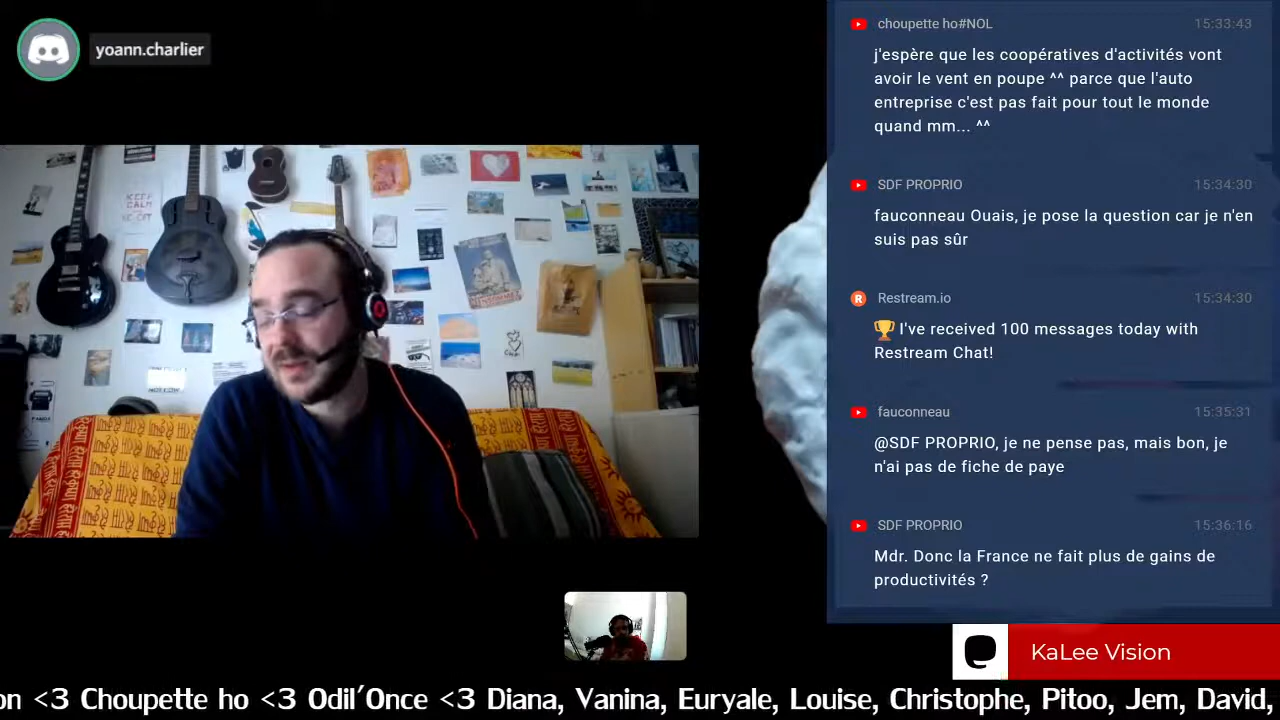 yoann.charlier
choupette ho#NOL 15:33:43
j'espère que les coopératives d'activités vont
avoir le vent en poupe ^^ parce que l'auto
entreprise c'est pas fait pour tout le monde
quand mm... ^^
SDF PROPRIO 15:34:30
fauconneau Ouais, je pose la question car je n'en
suis pas sûr
Restream.io 15:34:30
🏆 I've received 100 messages today with
Restream Chat!
fauconneau 15:35:31
@SDF PROPRIO, je ne pense pas, mais bon, je
n'ai pas de fiche de paye
SDF PROPRIO 15:36:16
Mdr. Donc la France ne fait plus de gains de
productivités ?
KEEP
CALM
KaLee Vision
on <3 Choupette ho <3 Odil'Once <3 Diana, Vanina, Euryale, Louise, Christophe, Pitoo, Jem, David,